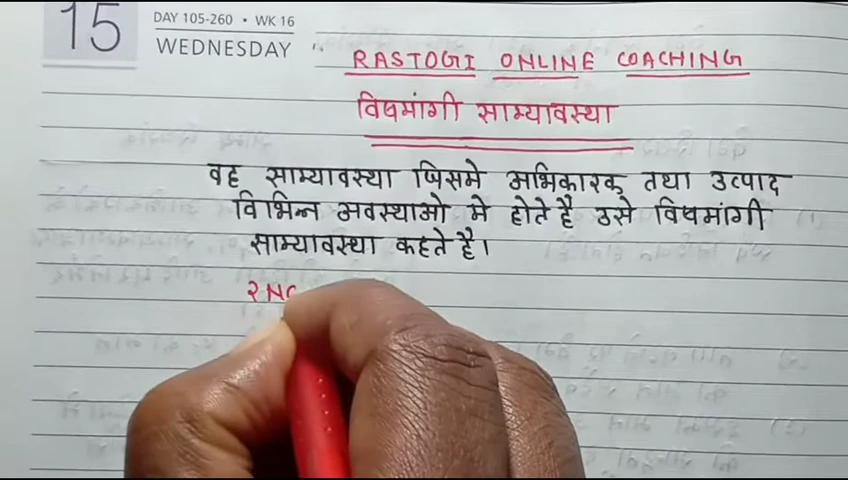 15
DAY 105-260 • WK 16
WEDNESDAY
RASTOGI ONLINE COACHING
विषमांगी साम्यावस्था
वह साम्यावस्था जिसमे अभिकारक तथा उत्पाद
विभिन्न अवस्थाओ मे होते है उसे विषमांगी
साम्यावस्था कहते है।